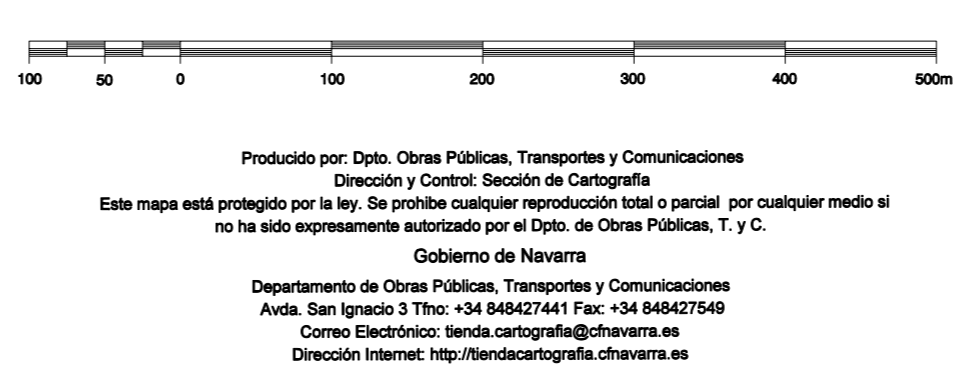 100 50 0 100 200 300 400 500m
Producido por: Dpto. Obras Públicas, Transportes y Comunicaciones
Dirección y Control: Sección de Cartografía
Este mapa está protegido por la ley. Se prohibe cualquier reproducción total o parcial por cualquier medio si
no ha sido expresamente autorizado por el Dpto. de Obras Públicas, T. y C.
Gobierno de Navarra
Departamento de Obras Públicas, Transportes y Comunicaciones
Avda. San Ignacio 3 Tfno: +34 848427441 Fax: +34 848427549
Correo Electrónico: tienda.cartografia@cfnavarra.es
Dirección Internet: http://tiendacartografia.cfnavarra.es